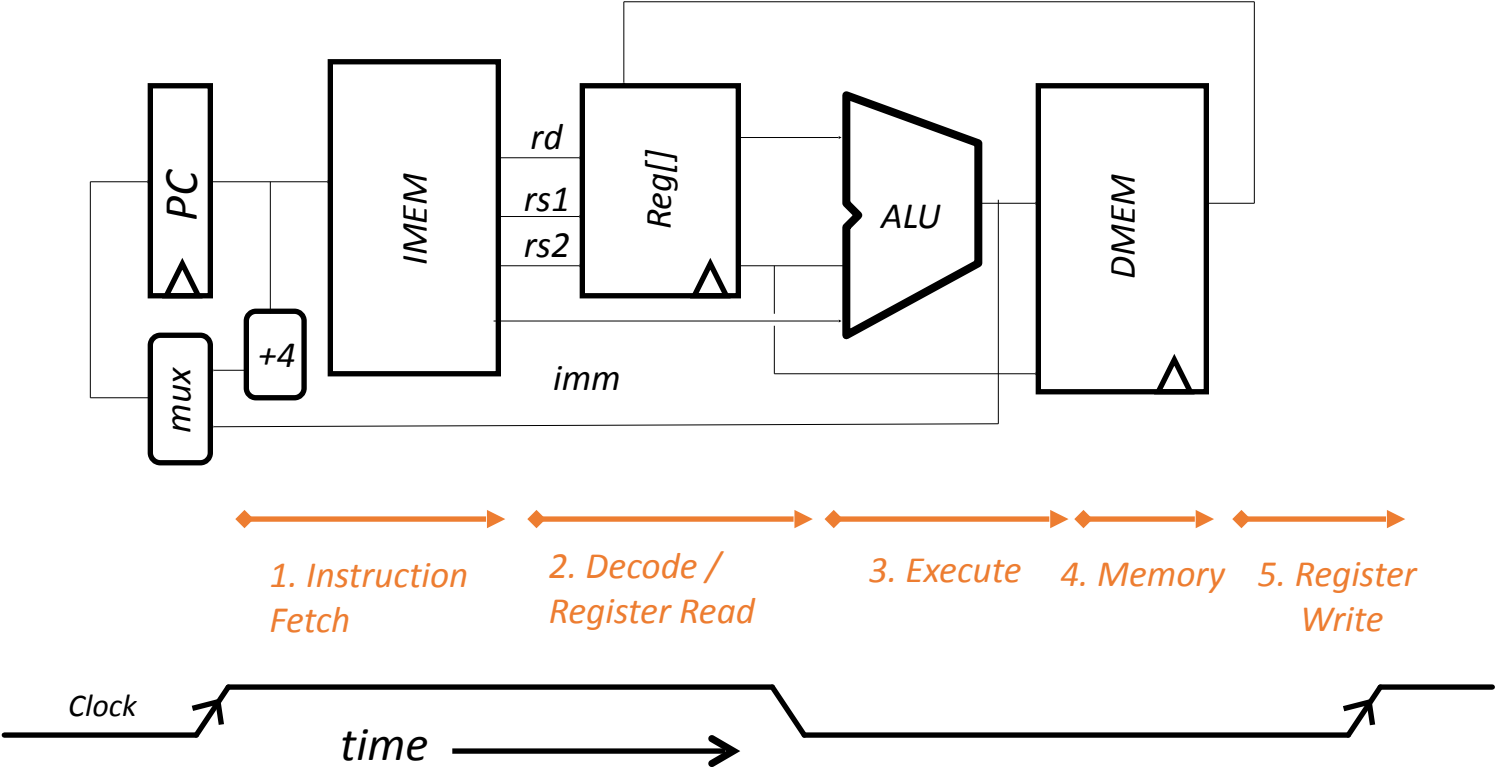 PC
IMEM
rd
rs1
rs2
Reg[]
ALU
DMEM
+4
mux
imm
1. Instruction
Fetch
2. Decode /
Register Read
3. Execute
4. Memory
5. Register
Write
Clock
time